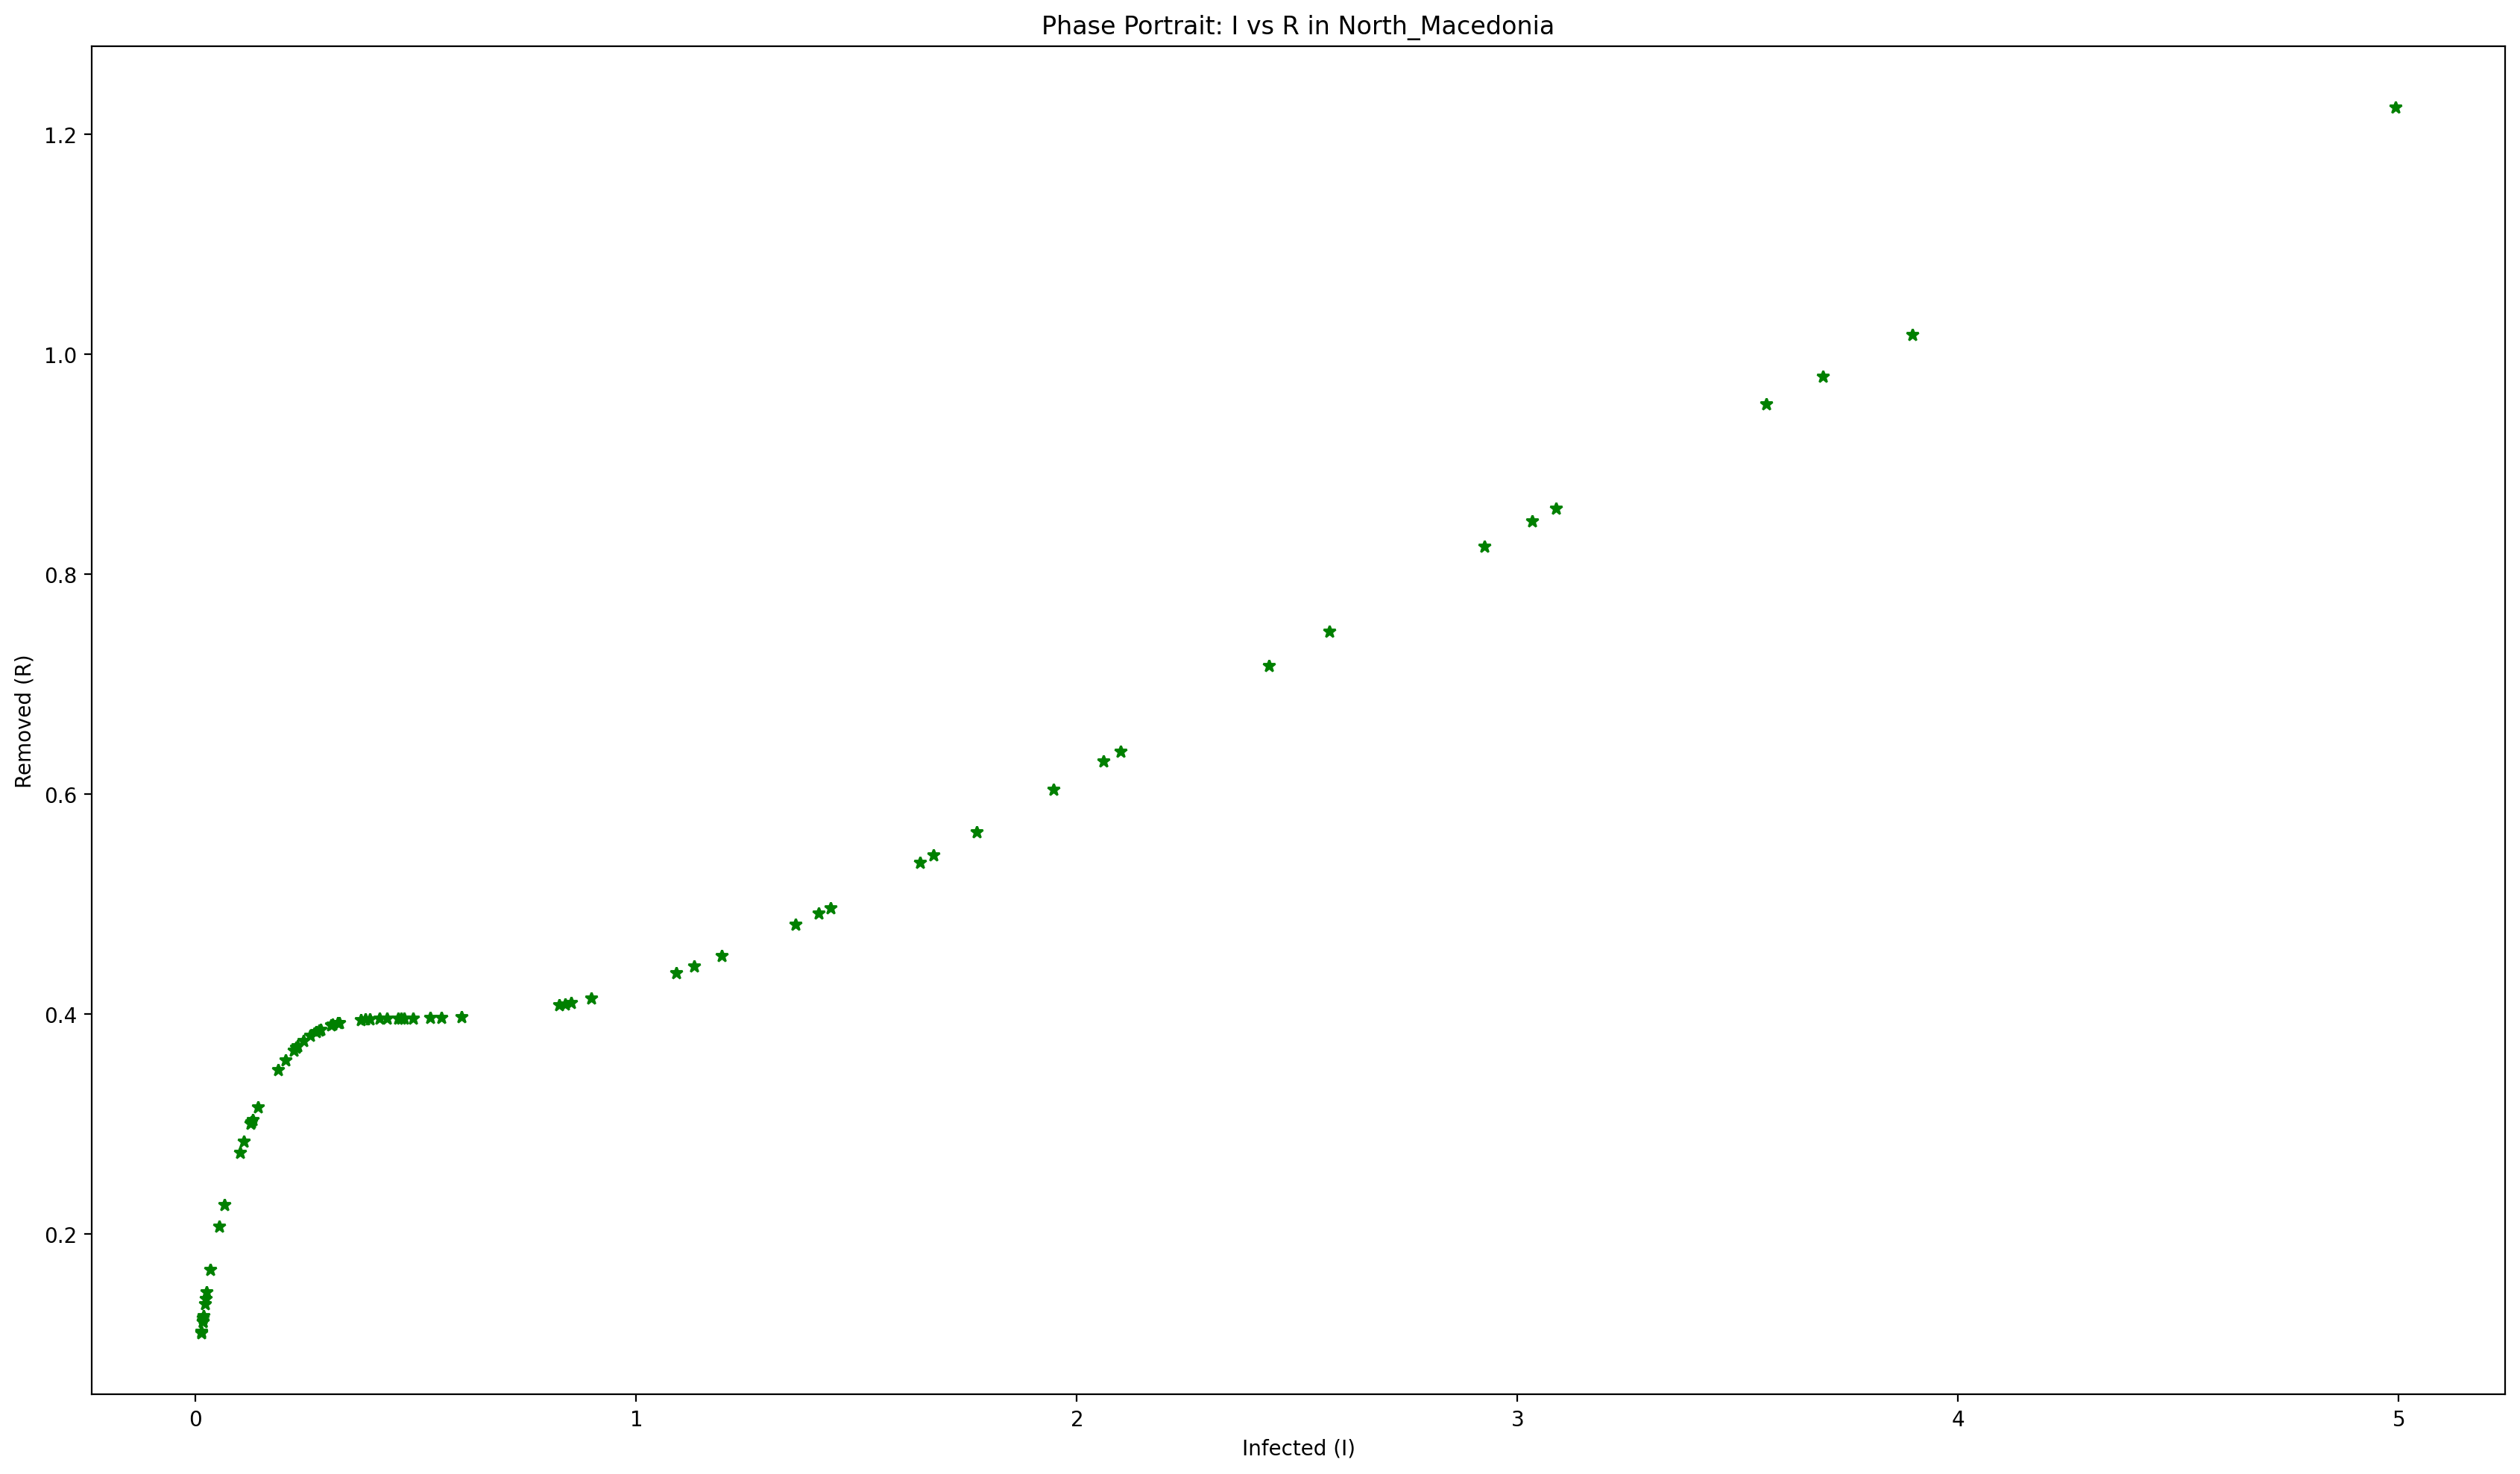 Phase Portrait: I vs R in North_Macedonia
1.2
1.0
0.8
0.6
0.4
0.2
Removed (R)
0 1 2 3 4 5
Infected (I)